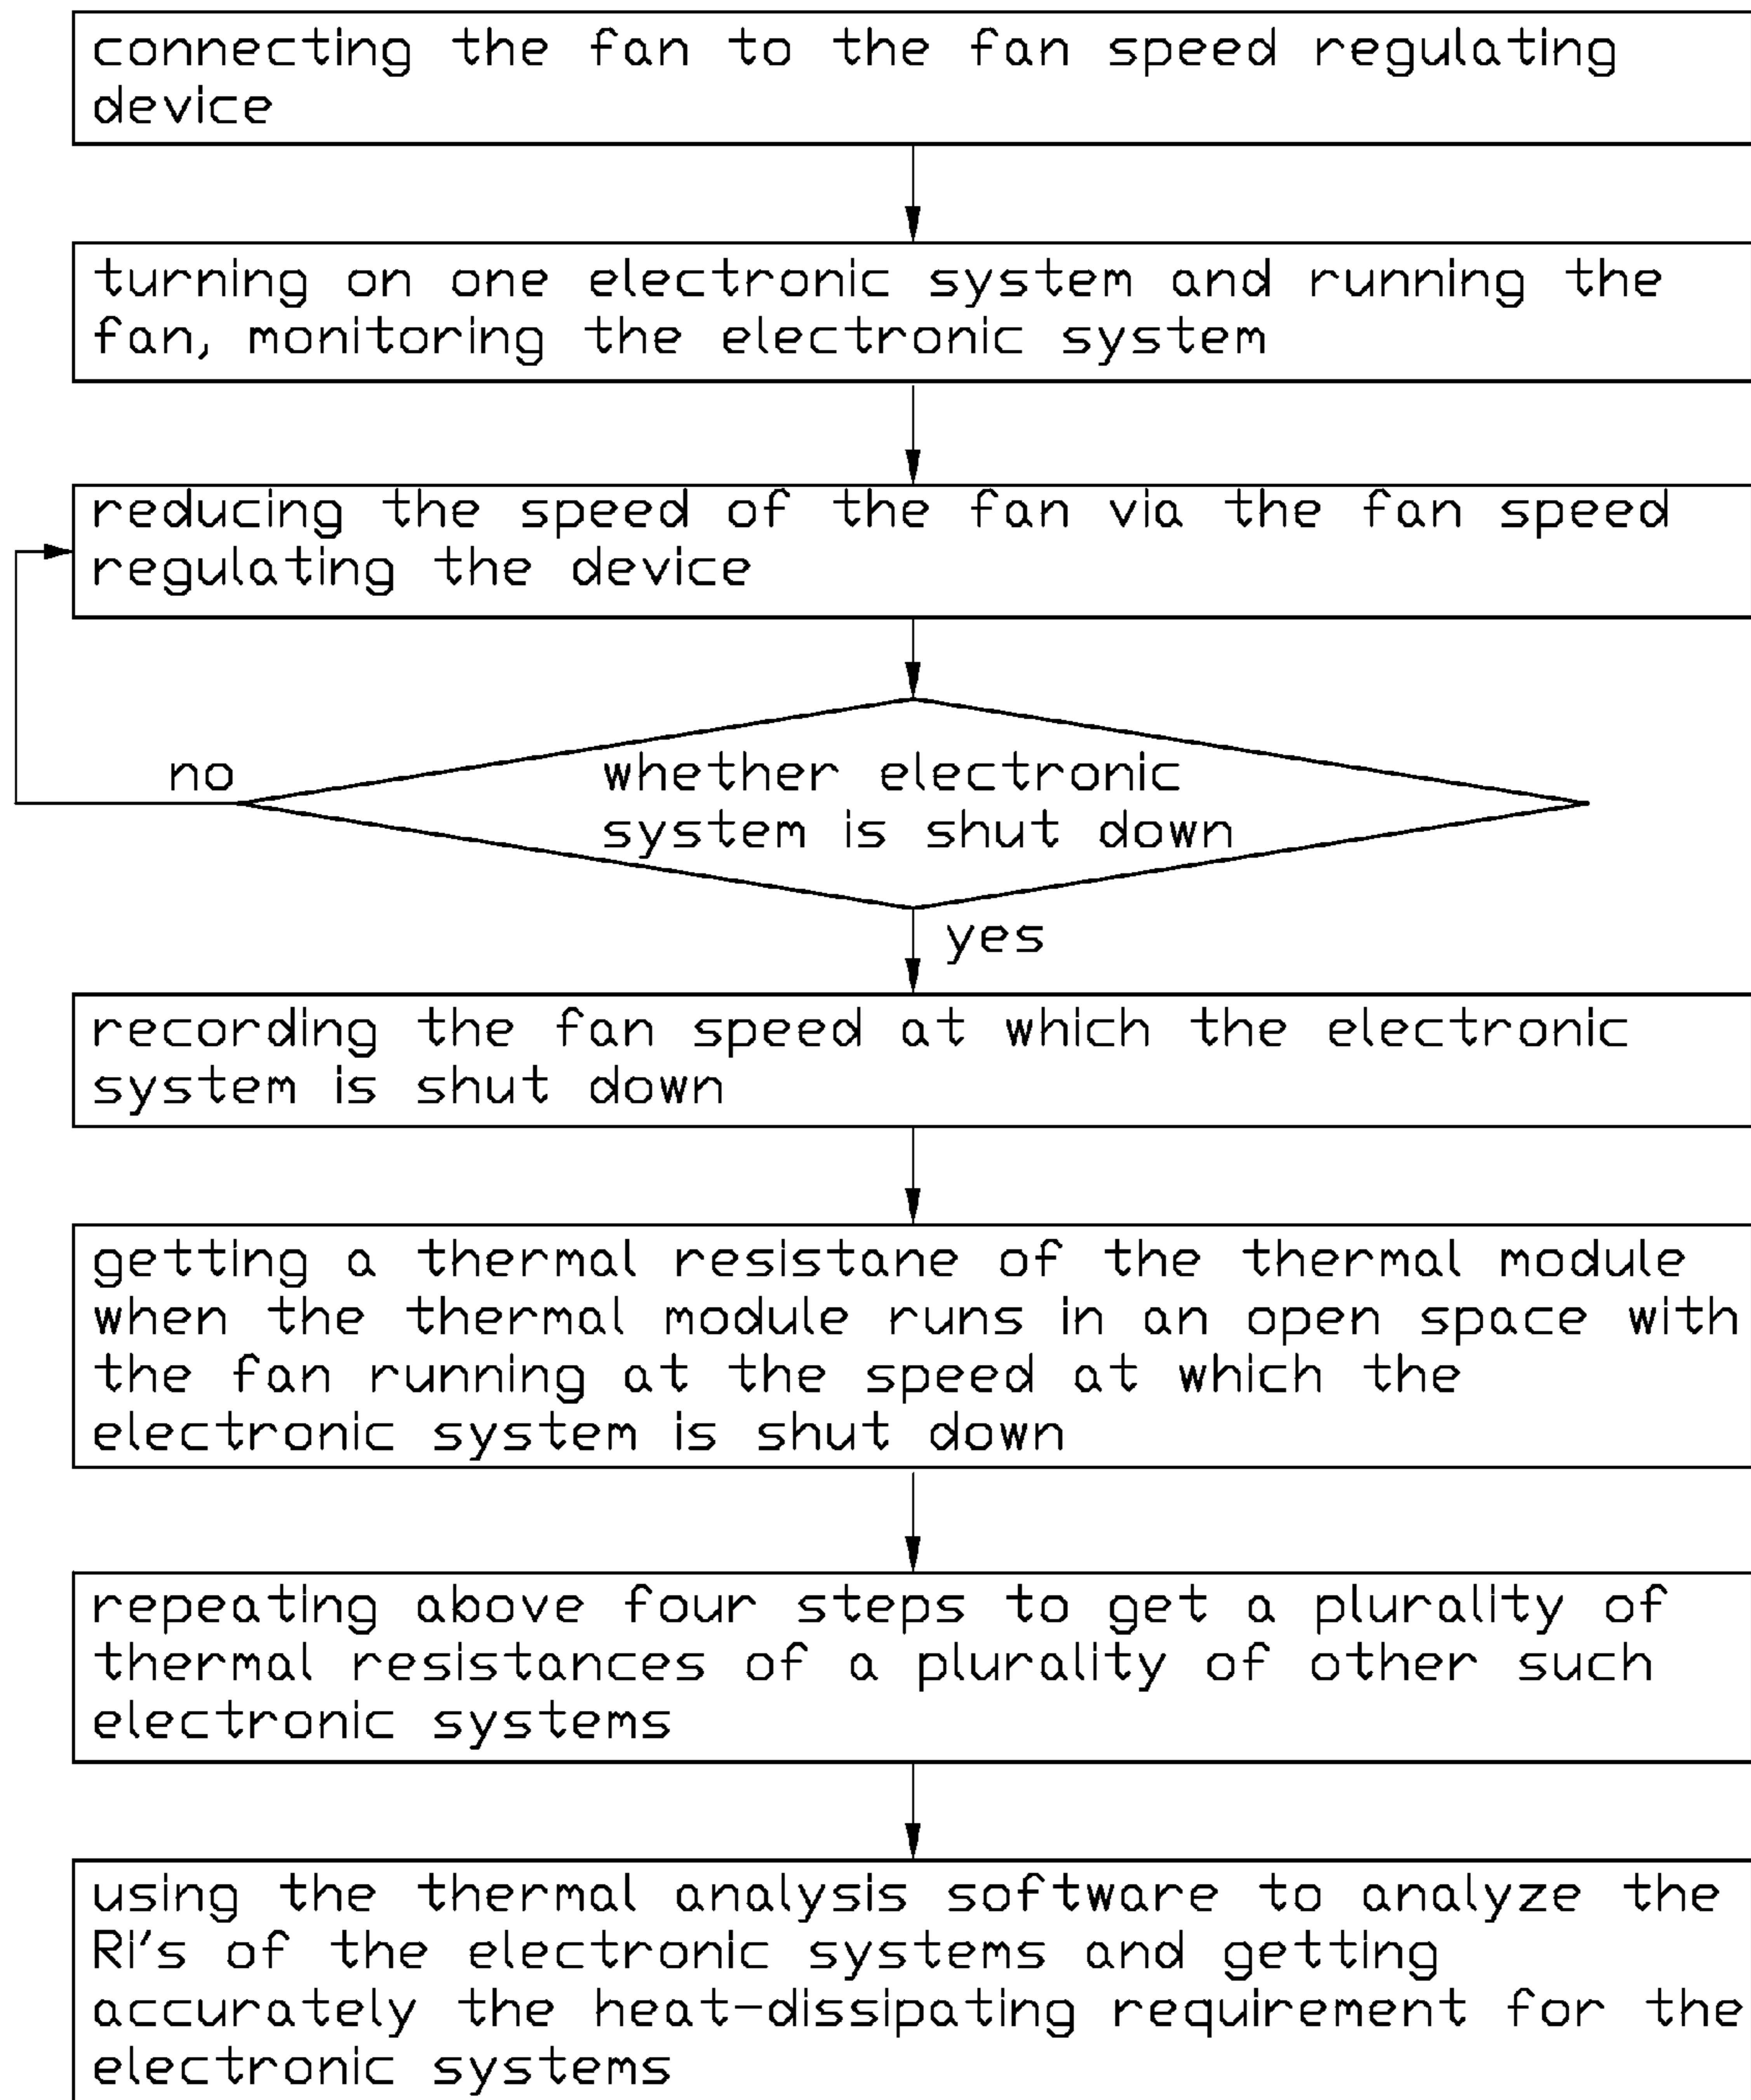 connecting the fan to the fan speed regulating
device
turning on one electronic system and running the
fan, monitoring the electronic system
reducing the speed of the fan via the fan speed
regulating the device
no
whether electronic
system is shut down
yes
recording the fan speed at which the electronic
system is shut down
getting a thermal resistane of the thermal module
when the thermal module runs in an open space with
the fan running at the speed at which the
electronic system is shut down
repeating above four steps to get a plurality of
thermal resistances of a plurality of other such
electronic systems
using the thermal analysis software to analyze the
Ri's of the electronic systems and getting
accurately the heat-dissipating requirement for the
electronic systems